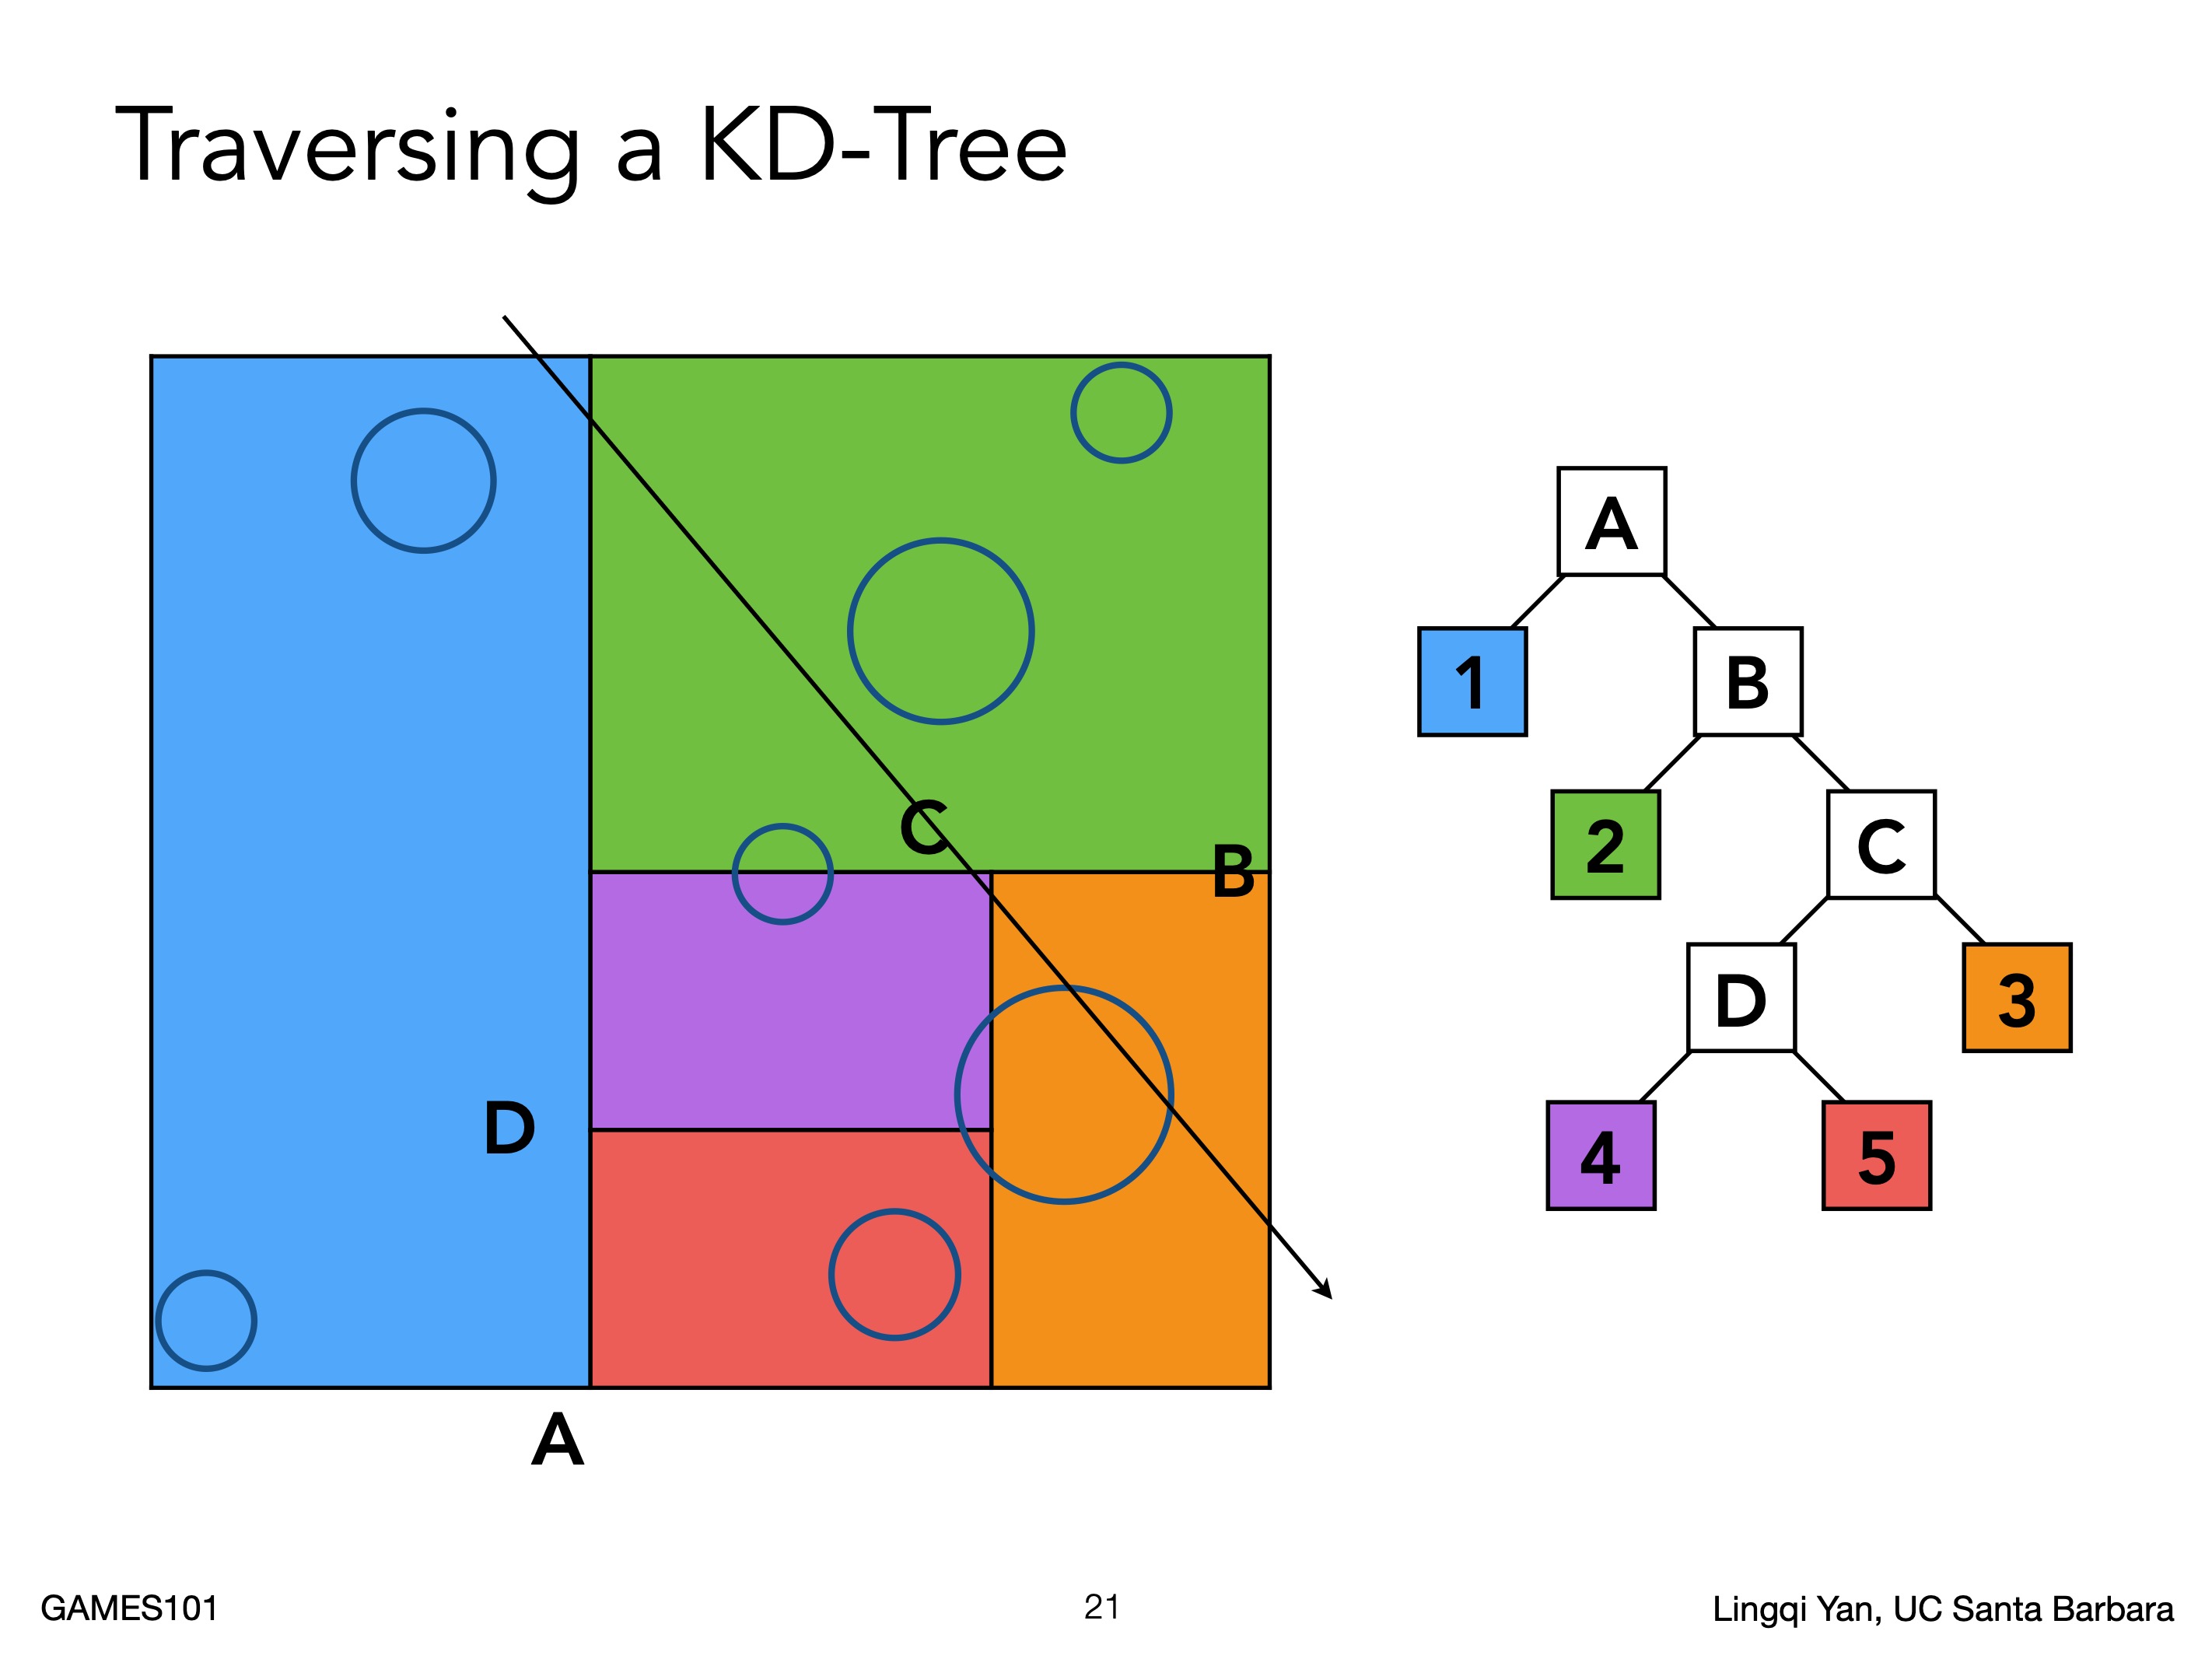 Traversing a KD-Tree
C
B
D
A
A
1
B
2
C
D
3
4
5
GAMES101
21
Lingqi Yan, UC Santa Barbara